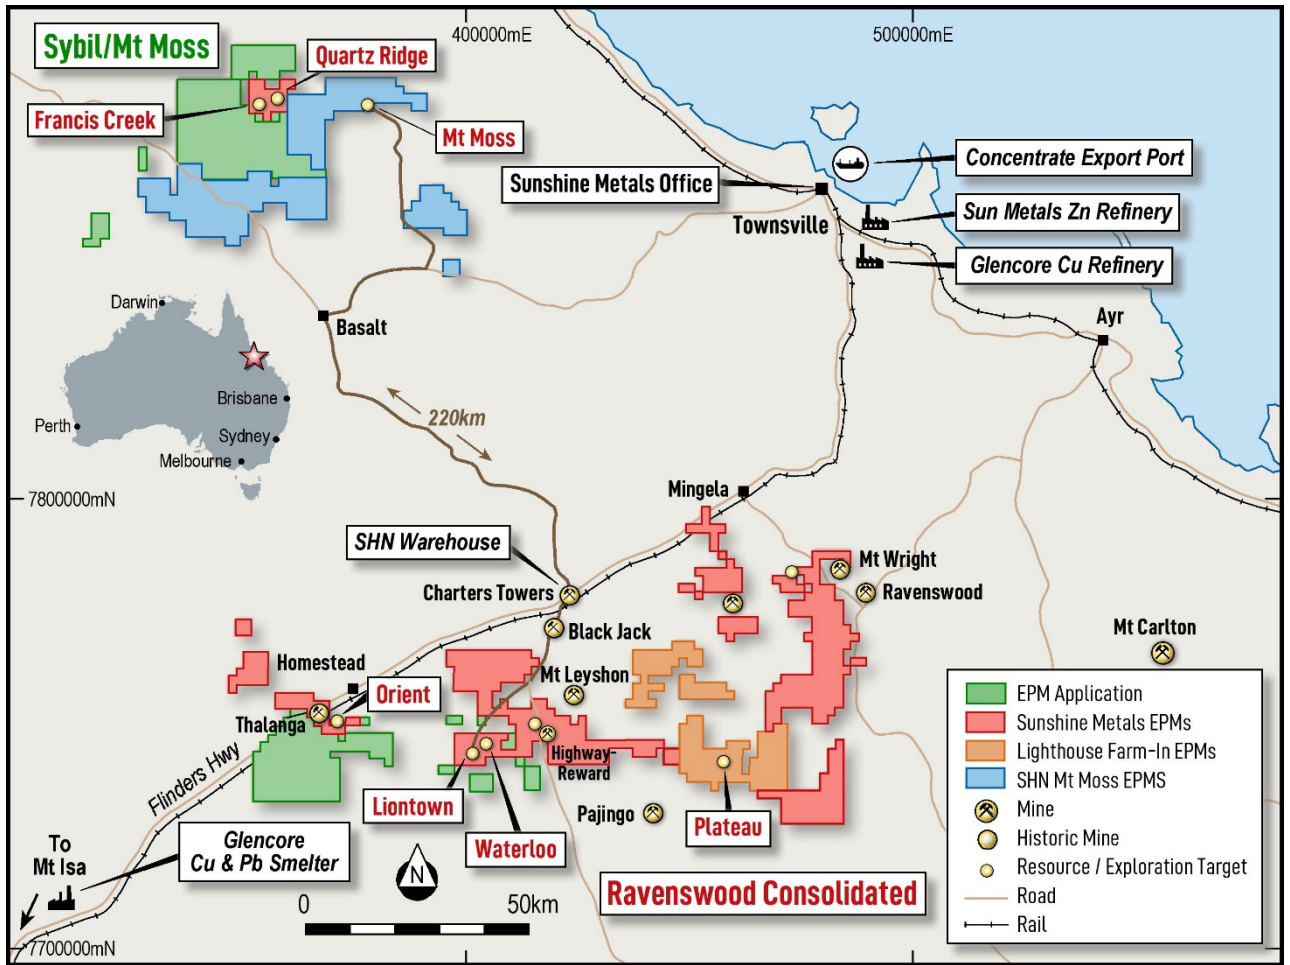 400000mE
500000mE
Sybil/Mt Moss
Quartz Ridge
Francis Creek
Mt Moss
Concentrate Export Port
Sunshine Metals Office
Sun Metals Zn Refinery
Townsville
Glencore Cu Refinery
Darwin
Basalt
Ayr
Brisbane
220km
Perth
Sydney
Melbourne
7800000mN
Mingela
SHN Warehouse
Mt Wright
Charters Towers
Ravenswood
Black Jack
Mt Carlton
Homestead
Mt Leyshon
Orient
Thalanga
Highway-
Reward
Flinders Hwy
Liontown
Pajingo
Plateau
Waterloo
To
Mt Isa
Glencore
Cu & Pb Smelter
N
Ravenswood Consolidated
0
50km
7700000mN
EPM Application
Sunshine Metals EPMs
Lighthouse Farm-In EPMs
SHN Mt Moss EPMS
Mine
Historic Mine
Resource / Exploration Target
Road
Rail